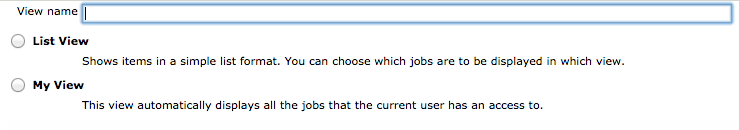 View name
List View
Shows items in a simple list format. You can choose which jobs are to be displayed in which view.
My View
This view automatically displays all the jobs that the current user has an access to.